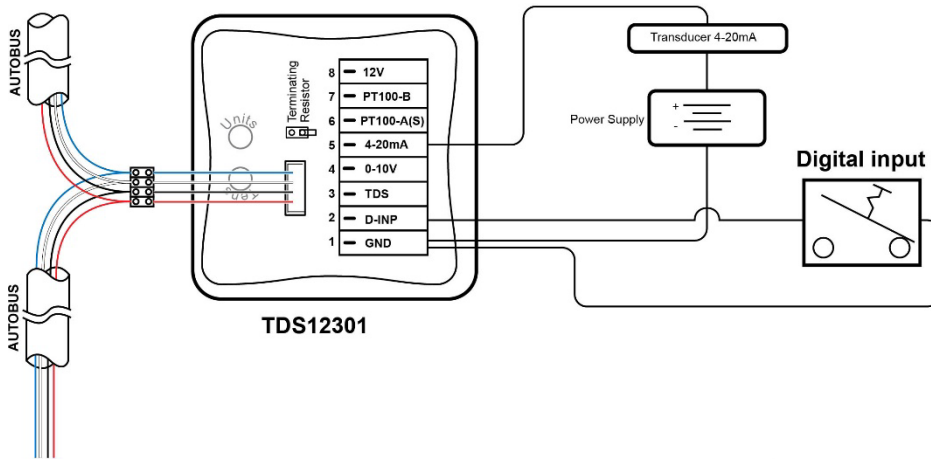 AUTOBUS
AUTOBUS
Units
Tens
Terminating
Resistor
8 12V
7 PT100-B
6 PT100-A(S)
5 4-20mA
4 0-10V
3 TDS
2 D-INP
1 GND
TDS12301
Transducer 4-20mA
Power Supply
+
-
Digital input